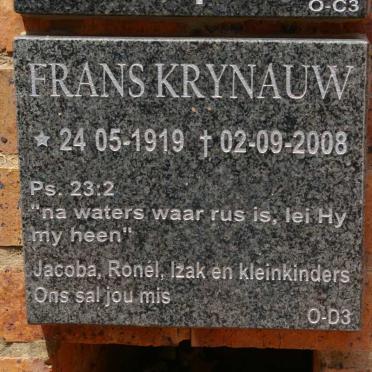 O-C3
FRANS KRYNAUW
★ 24 05-1919 † 02-09-2008
Ps. 23:2
"na waters waar rus is, lei Hy
my heen"
Jacoba, Ronél, Izak en kleinkinders
Ons sal jou mis
O-D3